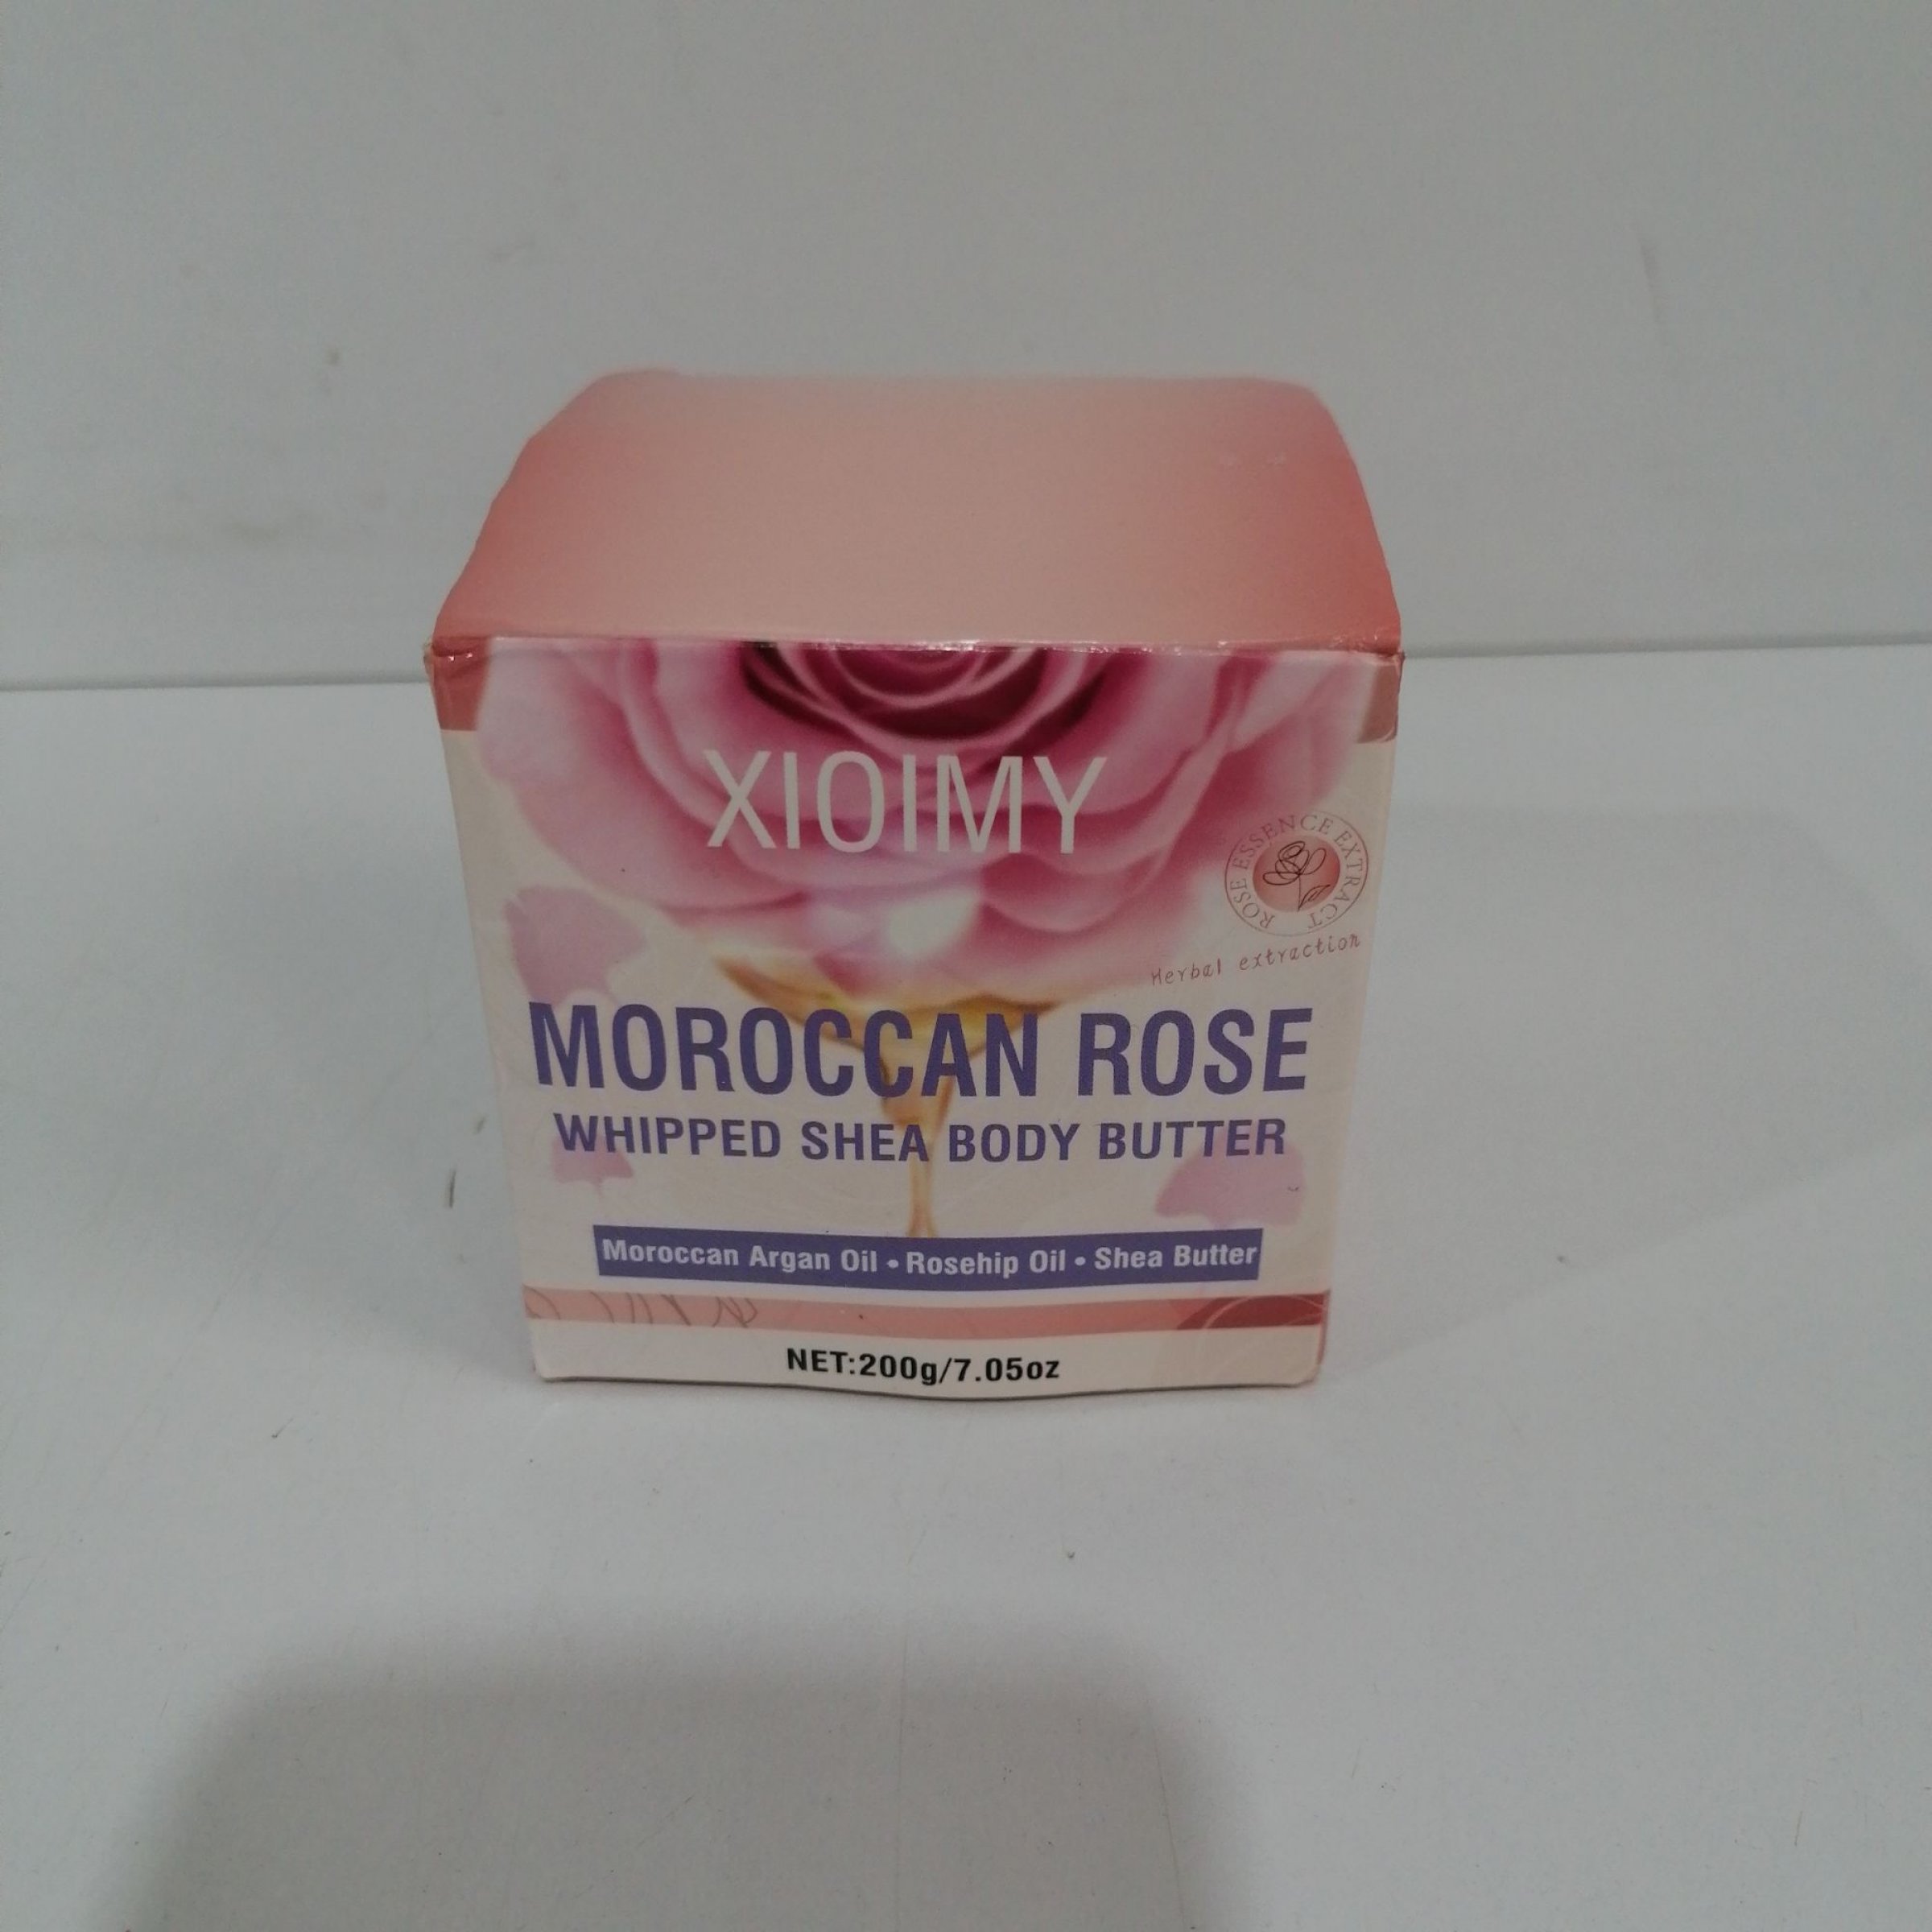 XIOIMY
ROSE ESSENCE EXTRACT
Herbal extraction
MOROCCAN ROSE
WHIPPED SHEA BODY BUTTER
Moroccan Argan Oil • Rosehip Oil • Shea Butter
NET:200g/7.05oz